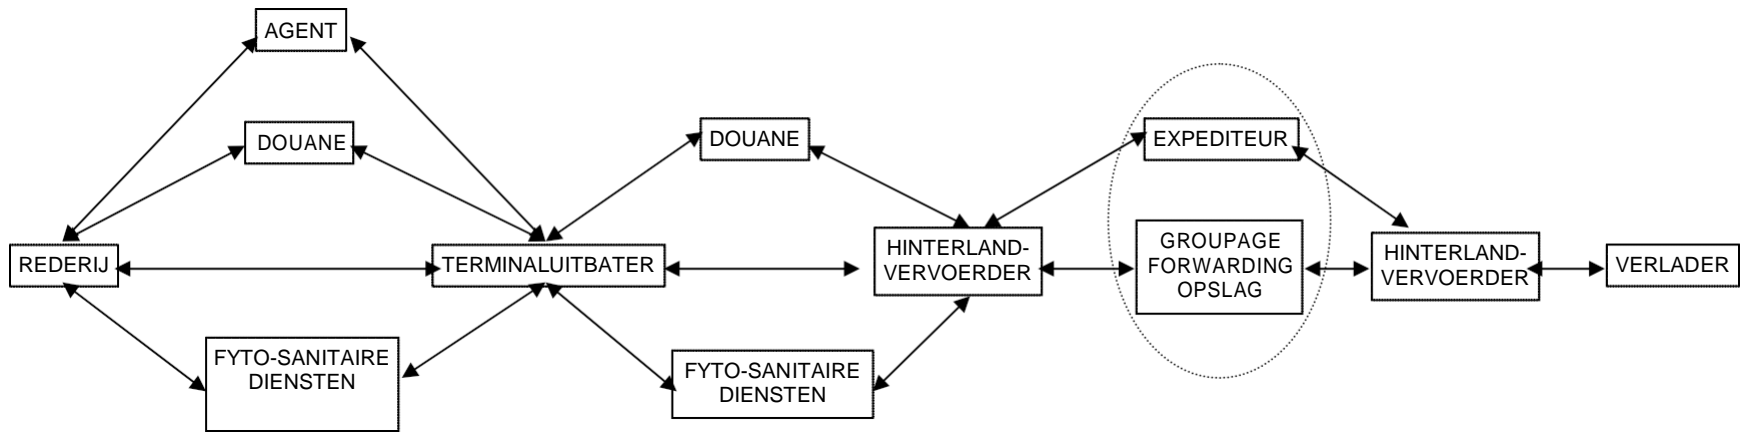 AGENT
DOUANE
DOUANE
EXPEDITEUR
REDERIJ
TERMINALUITBATER
HINTERLAND-
VERVOERDER
GROUPAGE
FORWARDING
OPSLAG
HINTERLAND-
VERVOERDER
VERLADER
FYTO-SANITAIRE
DIENSTEN
FYTO-SANITAIRE
DIENSTEN